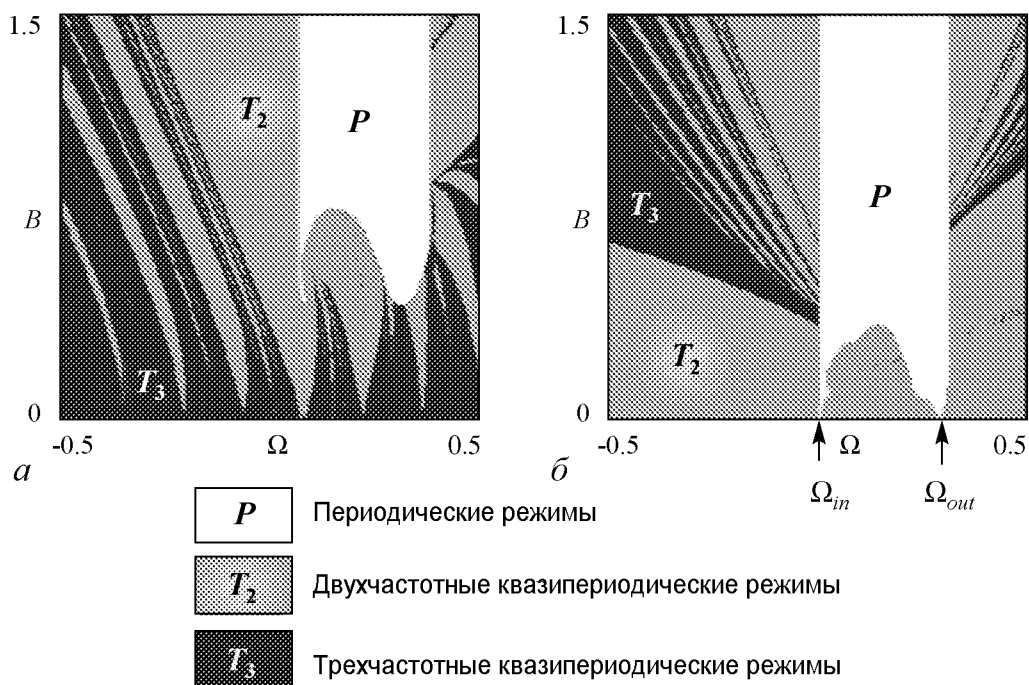 1.5
T2
P
B
T3
0
-0.5
Ω
0.5
а
1.5
P
T3
B
T2
0
-0.5
Ω
0.5
б
Ωin
Ωout
P Периодические режимы
T2 Двухчастотные квазипериодические режимы
T3 Трехчастотные квазипериодические режимы